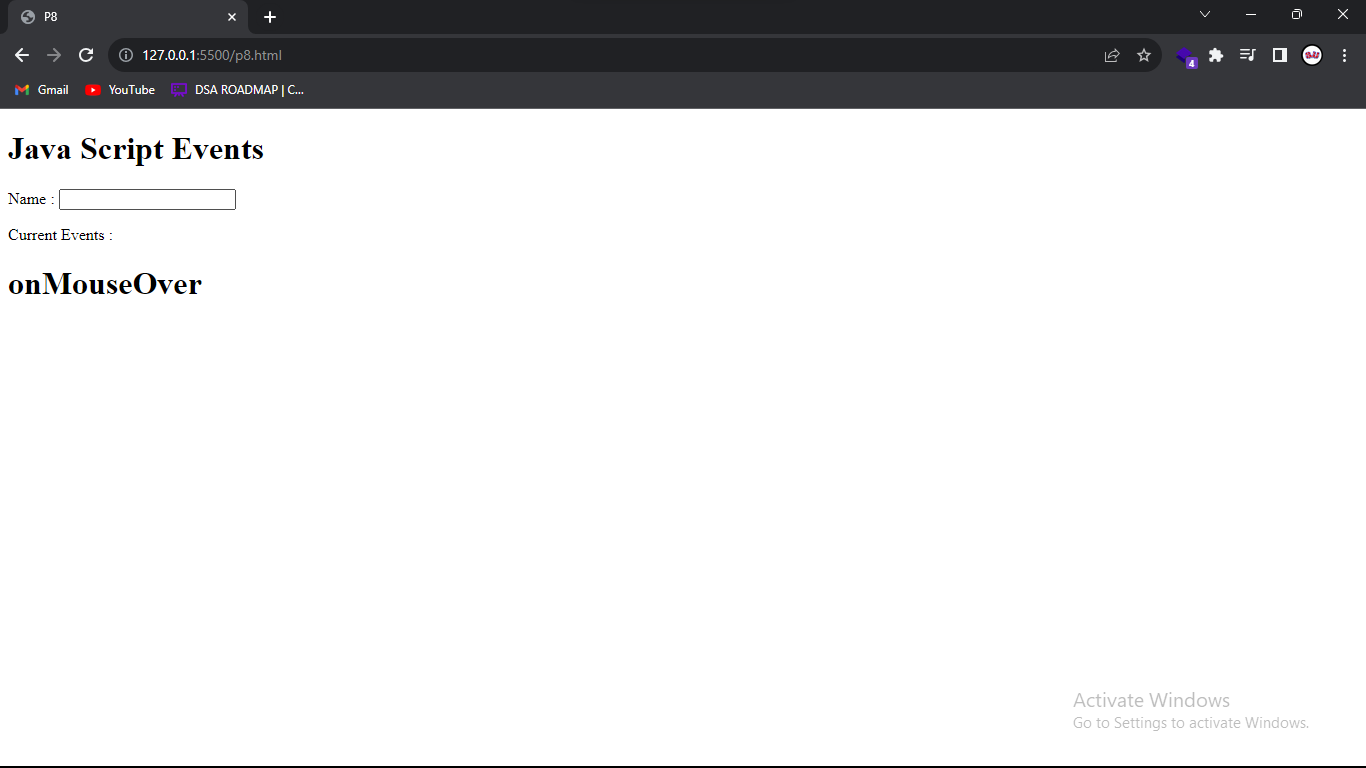 P8
127.0.0.1:5500/p8.html
4
Gmail YouTube DSA ROADMAP | C...
Java Script Events
Name :
Current Events :
onMouseOver
Activate Windows
Go to Settings to activate Windows.